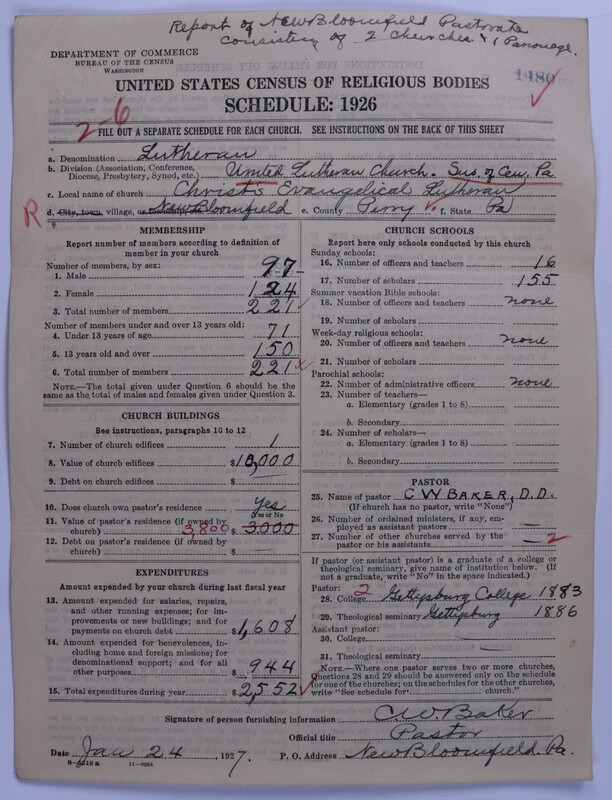 Report of New Bloomfield Pastorate
consisting of 2 Churches & 1 Parsonage.
DEPARTMENT OF COMMERCE
BUREAU OF THE CENSUS
WASHINGTON
1180
UNITED STATES CENSUS OF RELIGIOUS BODIES
SCHEDULE: 1926
2-6
FILL OUT A SEPARATE SCHEDULE FOR EACH CHURCH. SEE INSTRUCTIONS ON THE BACK OF THIS SHEET
a. Denomination Lutheran
b. Division (Association, Conference, Diocese, Presbytery, Synod, etc.) United Lutheran Church. Sus. of Cen. Pa.
c. Local name of church Christ's Evangelical Lutheran
R. d. City, town, village, or New Bloomfield e. County Perry f. State Pa
MEMBERSHIP
Report number of members according to definition of
member in your church
Number of members, by sex:
1. Male 97
2. Female 124
3. Total number of members 221
Number of members under and over 13 years old:
4. Under 13 years of age 71
5. 13 years old and over 150
6. Total number of members 221
NOTE.—The total given under Question 6 should be
the same as the total of males and females given under Question 3.
CHURCH BUILDINGS
See instructions, paragraphs 10 to 12
7. Number of church edifices 1
8. Value of church edifices $18,000
9. Debt on church edifices $
10. Does church own pastor's residence Yes
(Yes or No)
11. Value of pastor's residence (if owned by
church) 3,800 $ 3000
12. Debt on pastor's residence (if owned by
church) $
EXPENDITURES
Amount expended by your church during last fiscal year
13. Amount expended for salaries, repairs,
and other running expenses; for im-
provements or new buildings; and for
payments on church debt $1,608
14. Amount expended for benevolences, in-
cluding home and foreign missions; for
denominational support; and for all
other purposes $ 944
15. Total expenditures during year $2,552
CHURCH SCHOOLS
Report here only schools conducted by this church
Sunday schools:
16. Number of officers and teachers 16
17. Number of scholars 155
Summer vacation Bible schools:
18. Number of officers and teachers none
19. Number of scholars
Week-day religious schools:
20. Number of officers and teachers none
21. Number of scholars
Parochial schools:
22. Number of administrative officers none
23. Number of teachers—
a. Elementary (grades 1 to 8)
b. Secondary
24. Number of scholars—
a. Elementary (grades 1 to 8)
b. Secondary
PASTOR
25. Name of pastor C W BAKER, D.D.
(If church has no pastor, write "None")
26. Number of ordained ministers, if any, em-
ployed as assistant pastors —
27. Number of other churches served by the
pastor or his assistants 2
If pastor (or assistant pastor) is a graduate of a college or
theological seminary, give name of institution below. (If
not a graduate, write "No" in the space indicated.)
Pastor: 2
28. College Gettysburg College 1883
29. Theological seminary Gettysburg 1886
Assistant pastor:
30. College
31. Theological seminary
NOTE.—Where one pastor serves two or more churches,
Questions 28 and 29 should be answered only on the schedule
for one of the churches; on the schedules for the other churches,
write "See schedule for church."
Signature of person furnishing information C.W. Baker
Official title Pastor
Date Jan 24 1927. P. O. Address New Bloomfield. Pa.
8-5518 a 11-9054